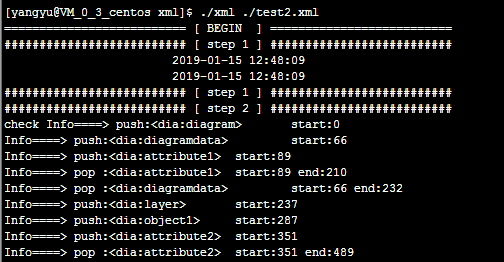 [yangyu@VM_0_3_centos xml]$ ./xml ./test2.xml
========================== [ BEGIN  ] ==========================
########################## [ step 1 ] ##########################
                        2019-01-15 12:48:09
                        2019-01-15 12:48:09
########################## [ step 1 ] ##########################
########################## [ step 2 ] ##########################
check Info====> push:<dia:diagram>       start:0
Info====> push:<dia:diagramdata>         start:66
Info====> push:<dia:attribute1>  start:89
Info====> pop :<dia:attribute1>  start:89 end:210
Info====> pop :<dia:diagramdata>         start:66 end:232
Info====> push:<dia:layer>       start:237
Info====> push:<dia:object1>     start:287
Info====> push:<dia:attribute2>  start:351
Info====> pop :<dia:attribute2>  start:351 end:489